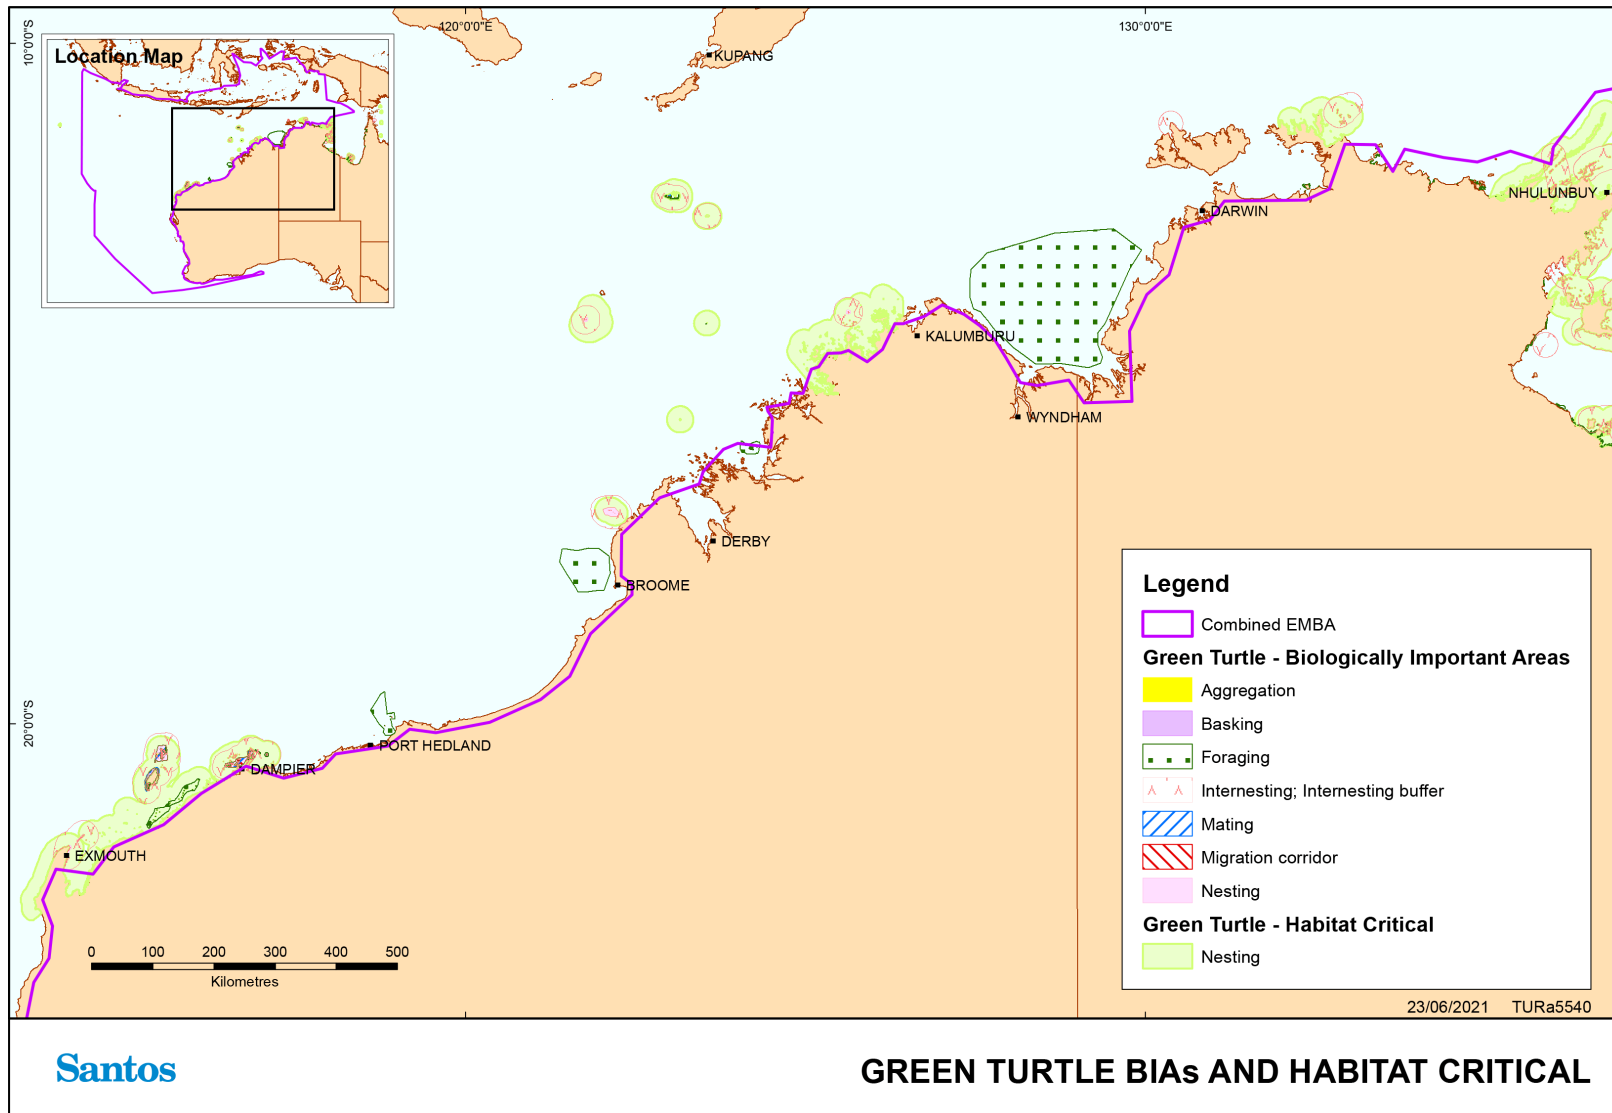 120°0'0"E
130°0'0"E
10°0'0"S
Location Map
KUPANG
NHULUNBUY
DARWIN
KALUMBURU
WYNDHAM
DERBY
BROOME
20°0'0"S
PORT HEDLAND
DAMPIER
EXMOUTH
0 100 200 300 400 500
Kilometres
Legend
Combined EMBA
Green Turtle - Biologically Important Areas
Aggregation
Basking
Foraging
Internesting; Internesting buffer
Mating
Migration corridor
Nesting
Green Turtle - Habitat Critical
Nesting
23/06/2021 TURa5540
Santos
GREEN TURTLE BIAs AND HABITAT CRITICAL